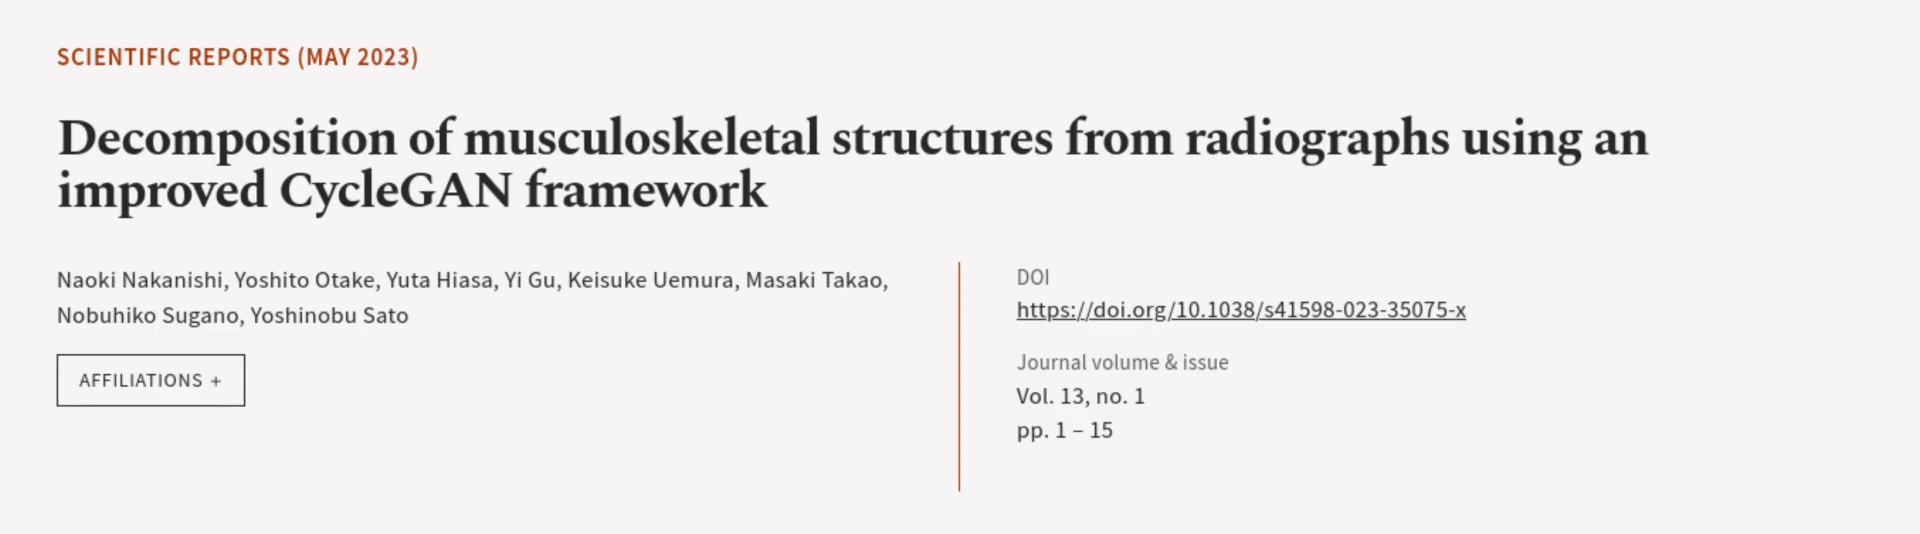 SCIENTIFIC REPORTS (MAY 2023)
Decomposition of musculoskeletal structures from radiographs using an
improved CycleGAN framework
Naoki Nakanishi, Yoshito Otake, Yuta Hiasa, Yi Gu, Keisuke Uemura, Masaki Takao,
Nobuhiko Sugano, Yoshinobu Sato
AFFILIATIONS +
DOI
https://doi.org/10.1038/s41598-023-35075-x
Journal volume & issue
Vol. 13, no. 1
pp. 1 – 15